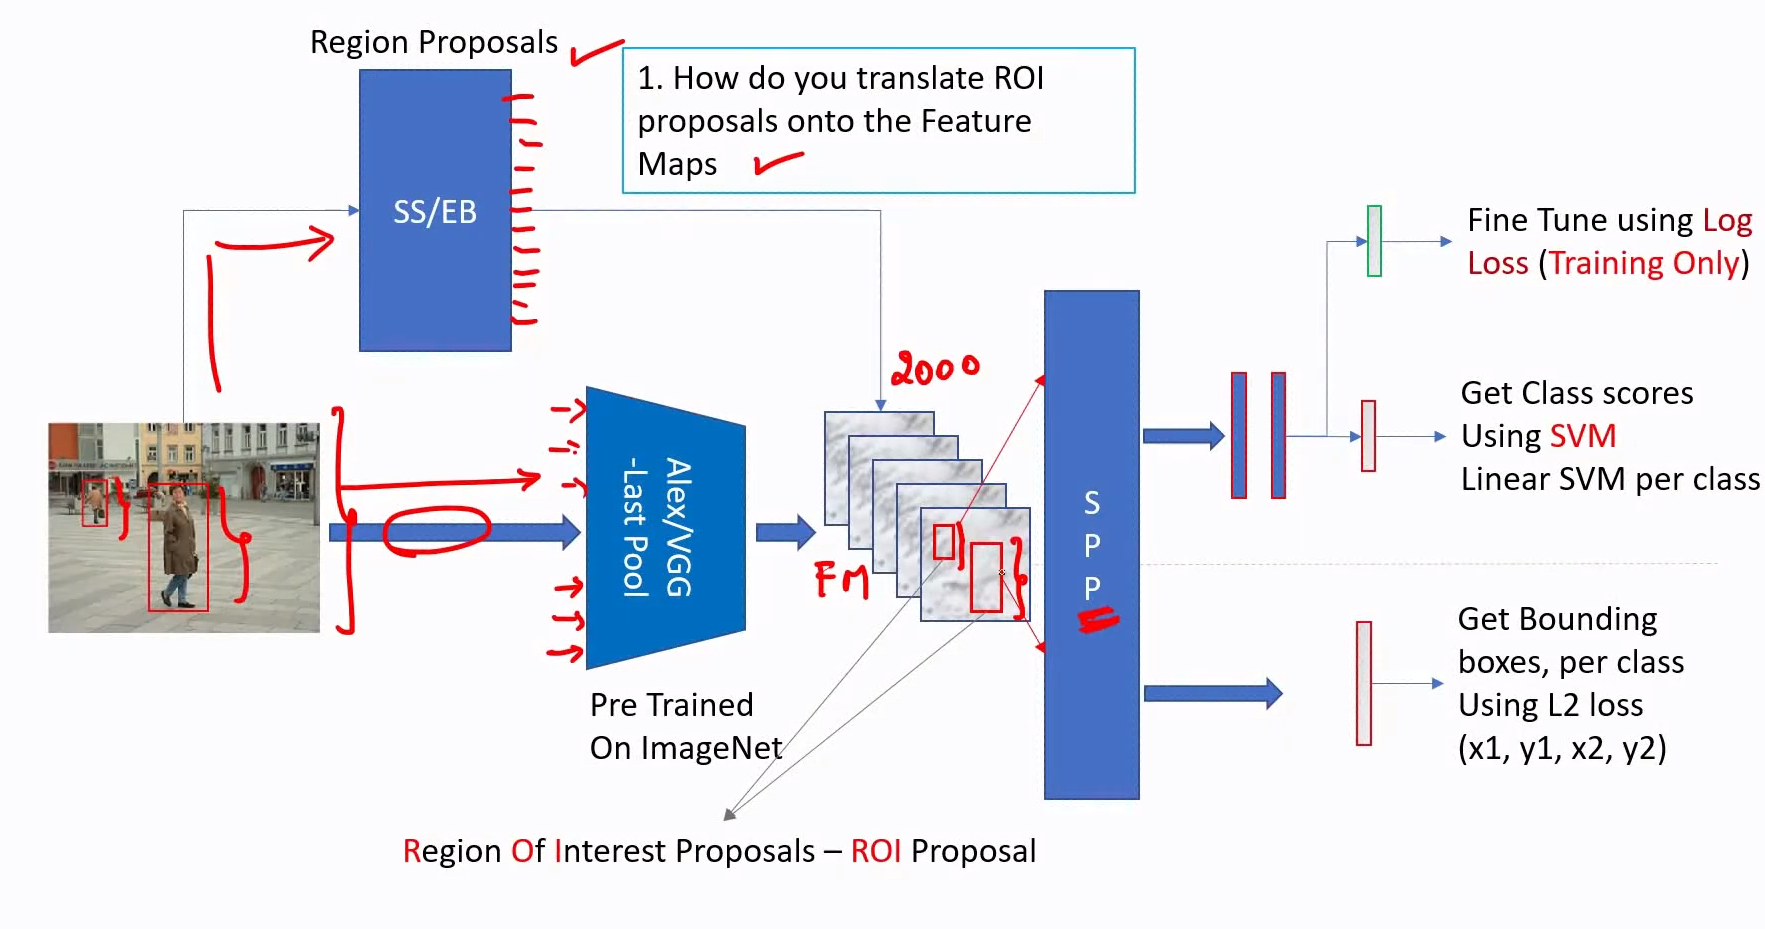 Region Proposals
1. How do you translate ROI
proposals onto the Feature
Maps
SS/EB
Fine Tune using Log
Loss (Training Only)
2000
Get Class scores
Using SVM
Linear SVM per class
Alex/VGG
-Last Pool
FM
S
P
P
Get Bounding
boxes, per class
Using L2 loss
(x1, y1, x2, y2)
Pre Trained
On ImageNet
Region Of Interest Proposals – ROI Proposal